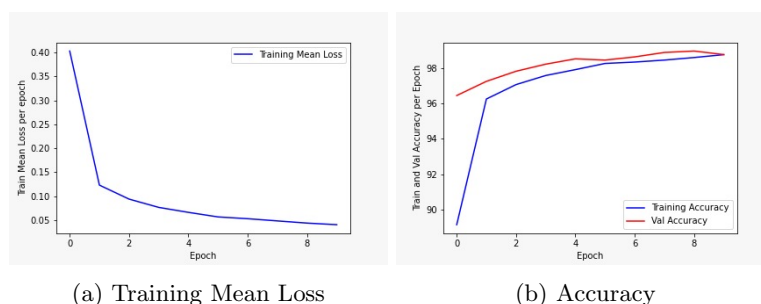 Train Mean Loss per epoch
0.40
0.35
0.30
0.25
0.20
0.15
0.10
0.05
Training Mean Loss
0 2 4 6 8
Epoch
(a) Training Mean Loss
Train and Val Accuracy per Epoch
98
96
94
92
90
Training Accuracy
Val Accuracy
0 2 4 6 8
Epoch
(b) Accuracy